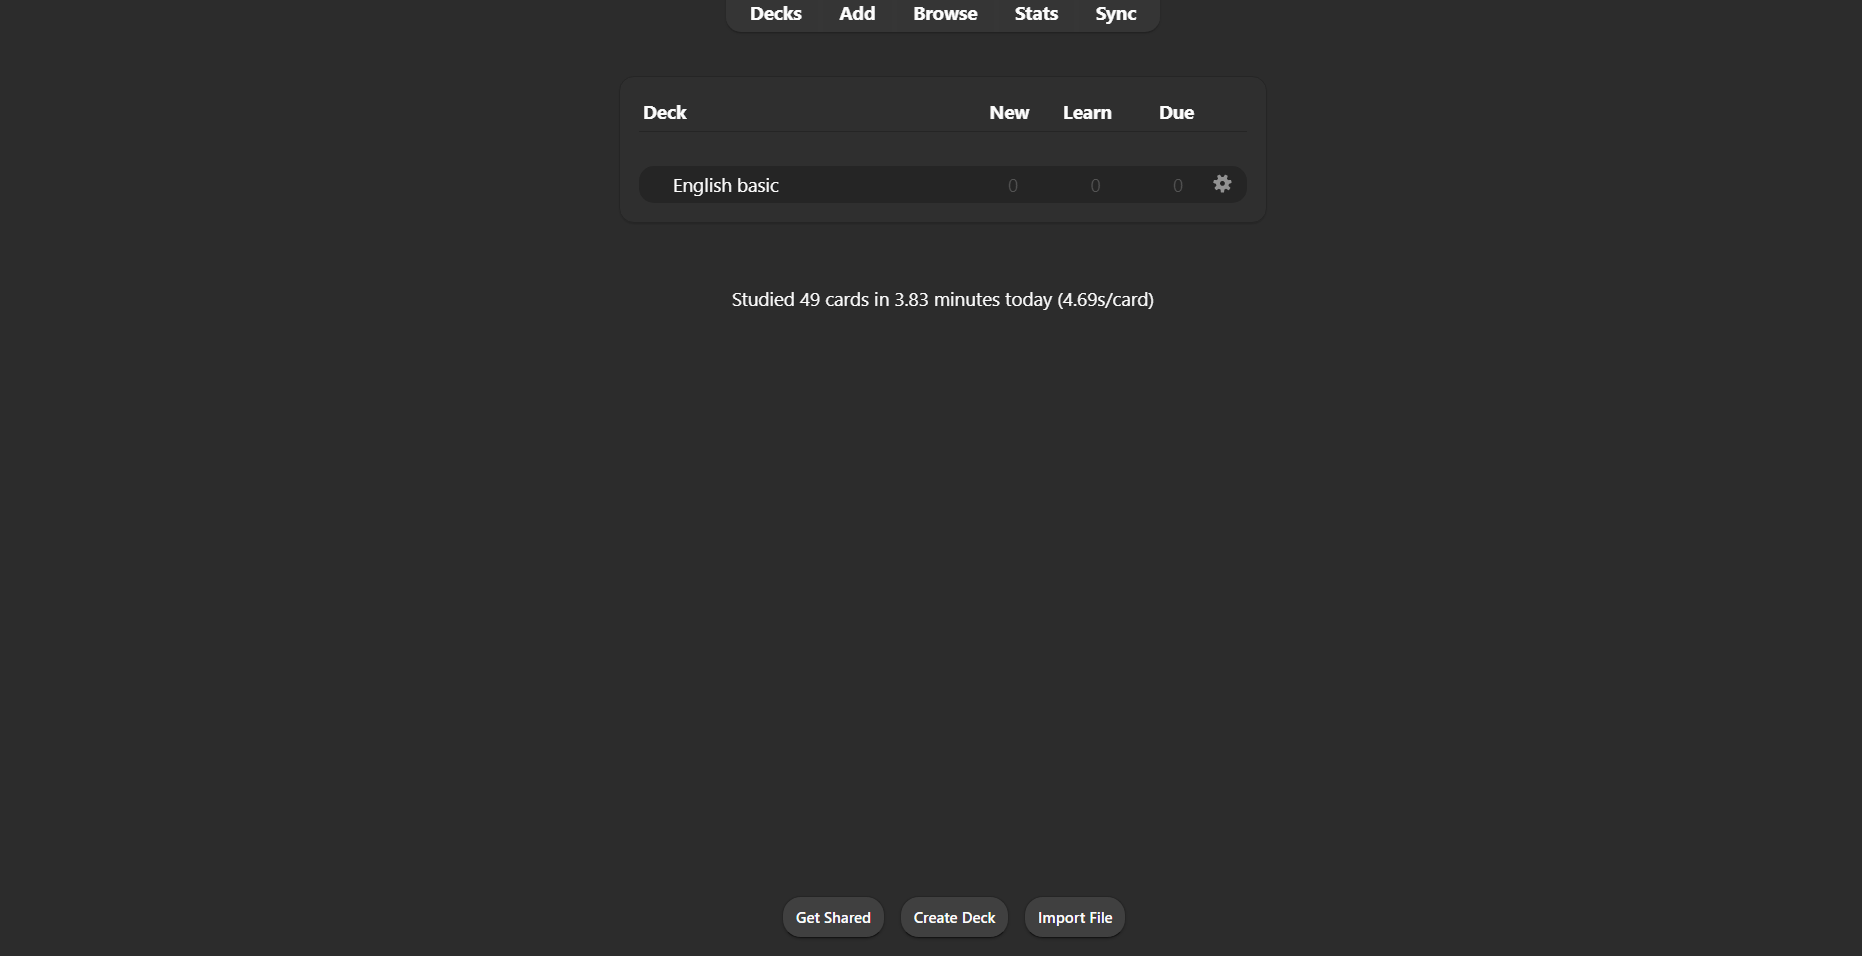 Decks Add Browse Stats Sync
Deck New Learn Due
English basic 0 0 0
Studied 49 cards in 3.83 minutes today (4.69s/card)
Get Shared Create Deck Import File